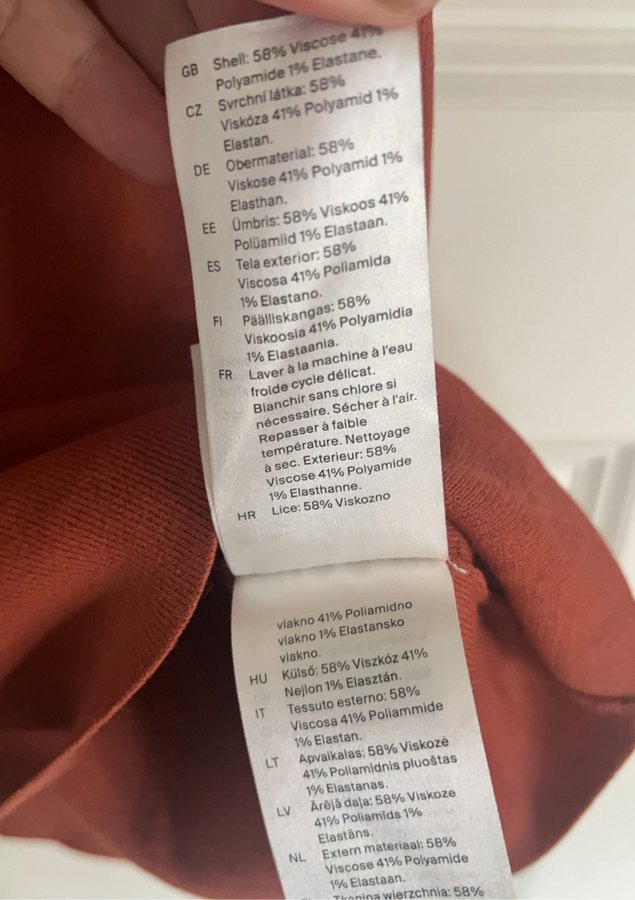 GB Shell: 58% Viscose 41%
Polyamide 1% Elastane.
CZ Svrchní látka: 58%
Viskóza 41% Polyamid 1%
Elastan.
DE Obermaterial: 58%
Viskose 41% Polyamid 1%
Elasthan.
EE Ümbris: 58% Viskoos 41%
Polüamiid 1% Elastaan.
ES Tela exterior: 58%
Viscosa 41% Poliamida
1% Elastano.
FI Päälliskangas: 58%
Viskoosia 41% Polyamidia
1% Elastaania.
FR Laver à la machine à l'eau
froide cycle délicat.
Blanchir sans chlore si
nécessaire. Sécher à l'air.
Repasser à faible
température. Nettoyage
à sec. Exterieur: 58%
Viscose 41% Polyamide
1% Elasthanne.
HR Lice: 58% Viskozno
vlakno 41% Poliamidno
vlakno 1% Elastansko
vlakno.
HU Külső: 58% Viszkóz 41%
Nejlon 1% Elasztán.
IT Tessuto esterno: 58%
Viscosa 41% Poliammide
1% Elastan.
LT Apvalkalas: 58% Viskozė
41% Poliamidnis pluoštas
1% Elastanas.
LV Ārējā daļa: 58% Viskoze
41% Poliamīds 1%
Elastāns.
NL Extern materiaal: 58%
Viscose 41% Polyamide
1% Elastaan.
Tkanina wierzchnia: 58%